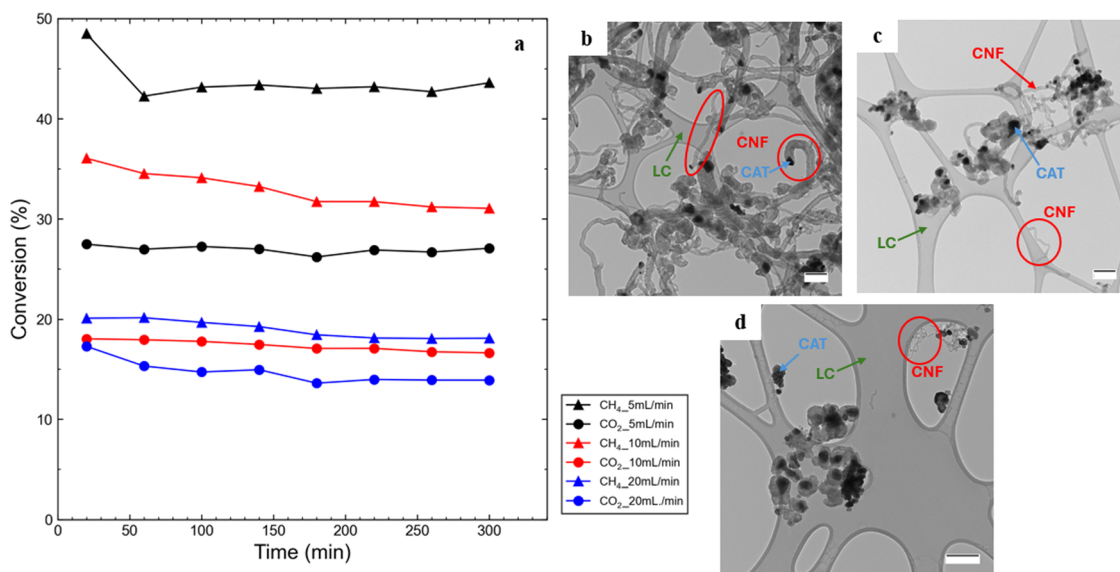 a
50
40
30
20
10
0
Conversion (%)
0
50
100
150
200
250
300
Time (min)
CH₄_5mL/min
CO₂_5mL/min
CH₄_10mL/min
CO₂_10mL/min
CH₄_20mL/min
CO₂_20mL./min
b
LC
CNF
CAT
c
CNF
CAT
CNF
LC
d
CAT
LC
CNF